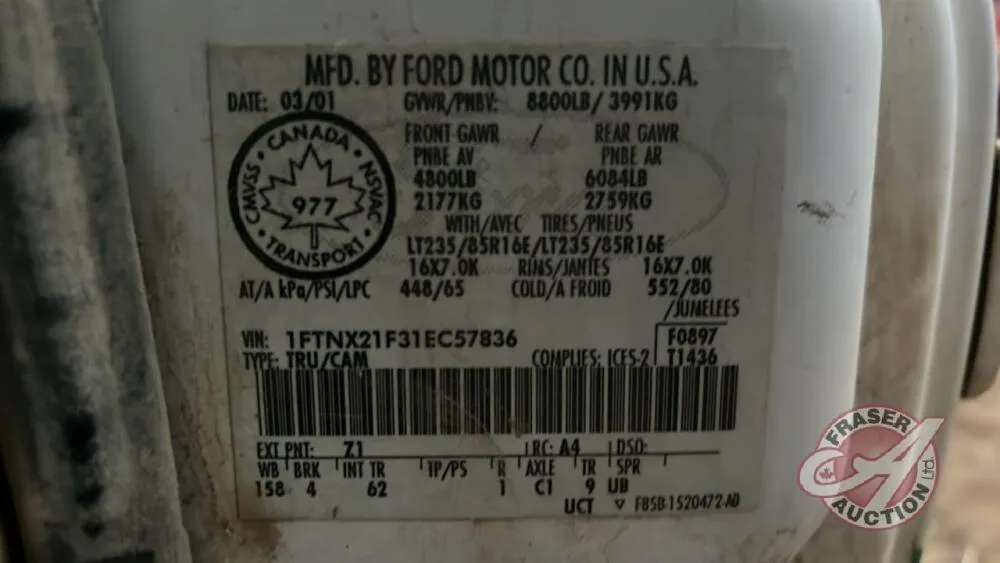 MFD. BY FORD MOTOR CO. IN U.S.A.
DATE: 03/01 GVWR/PNBV: 8800LB/ 3991KG
FRONT GAWR / REAR GAWR
PNBE AV PNBE AR
4800LB 6084LB
2177KG 2759KG
WITH/AVEC TIRES/PNEUS
LT235/85R16E/LT235/85R16E
16X7.0K RIMS/JANTES 16X7.0K
AT/A kPa/PSI/LPC 448/65 COLD/A FROID 552/80
/JUMELEES
CANADA
CMVSS • NSVAC
977
• TRANSPORT •
VIN: 1FTNX21F31EC57836 F0897
TYPE: TRU/CAM COMPLIES: ICES-2 T1436
EXT PNT: Z1 RC: A4 DSO:
WB BRK INT TR TP/PS R AXLE TR SPR
158 4 62 1 C1 9 UB
UCT ▽ F85B-1520472-AD
FRASER
AUCTION Ltd.